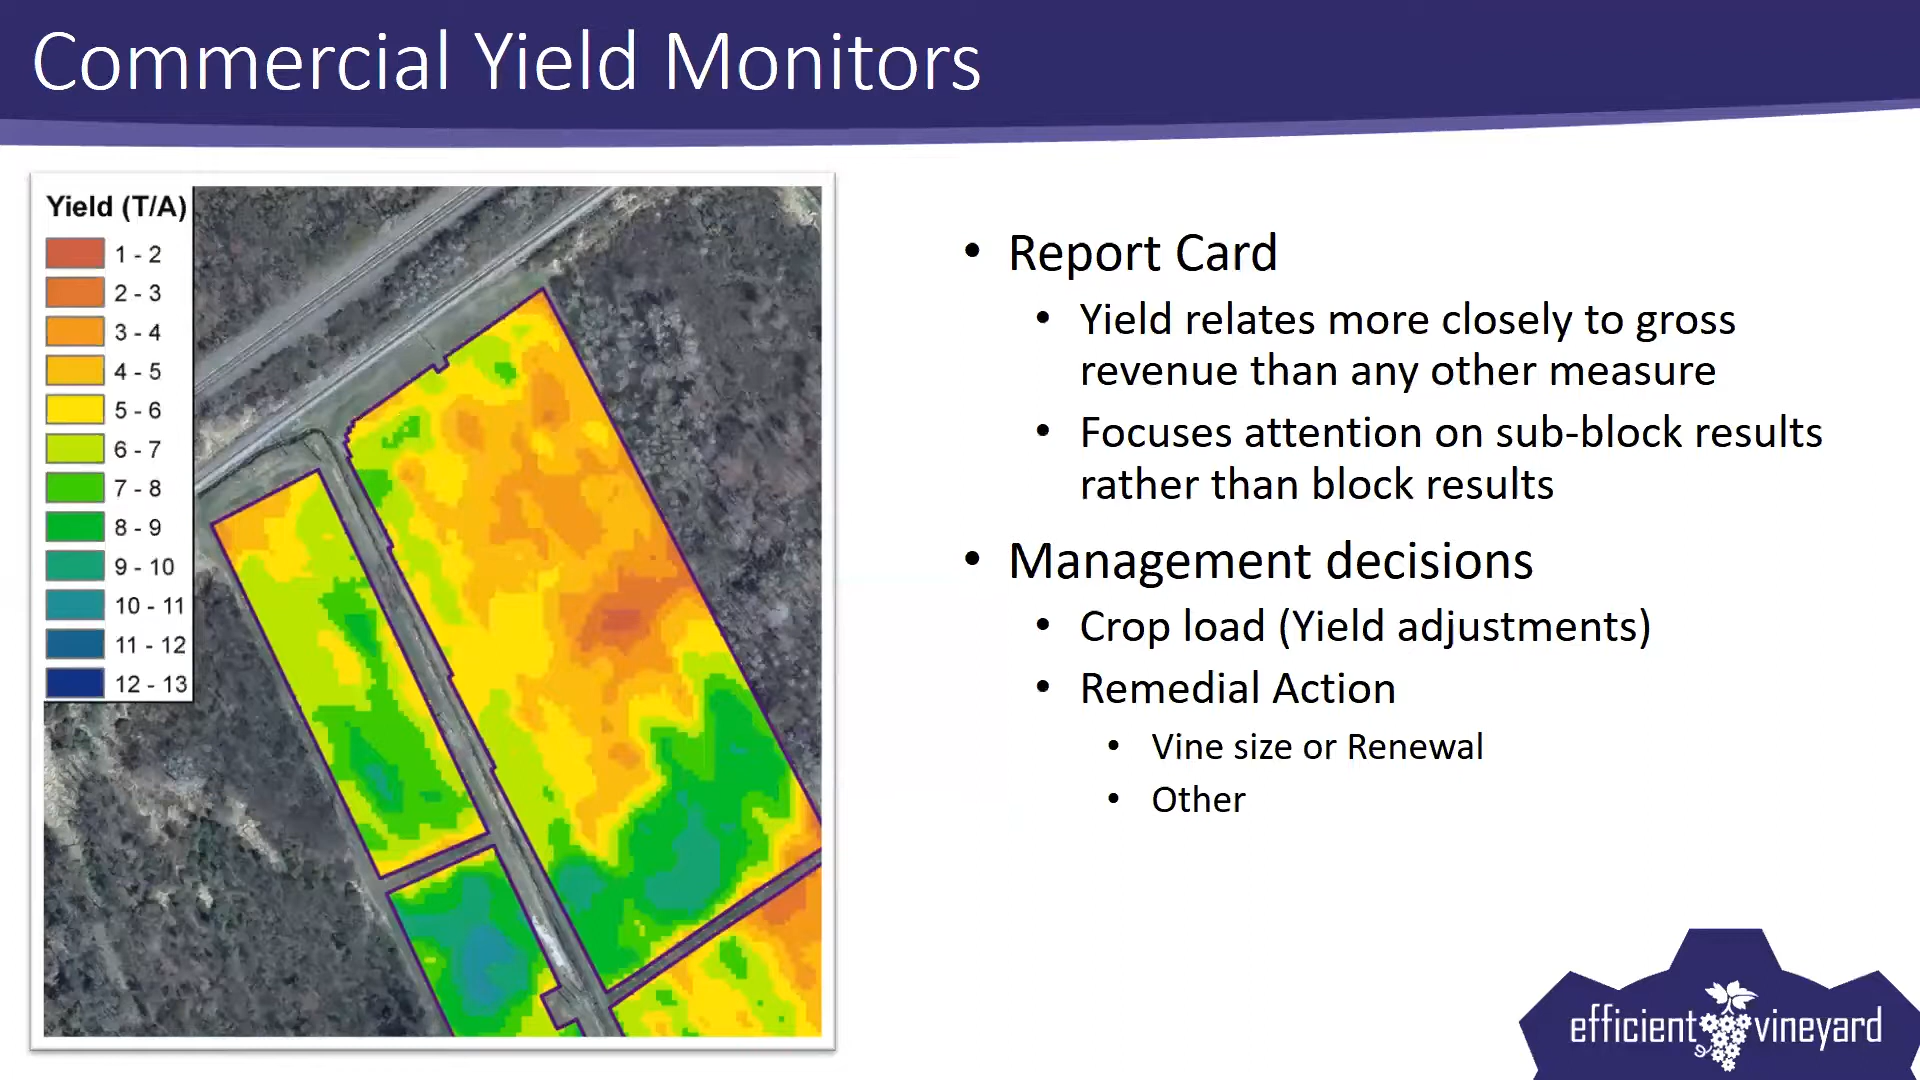 Commercial Yield Monitors
Yield (T/A)
1 - 2
2 - 3
3 - 4
4 - 5
5 - 6
6 - 7
7 - 8
8 - 9
9 - 10
10 - 11
11 - 12
12 - 13
• Report Card
• Yield relates more closely to gross
revenue than any other measure
• Focuses attention on sub-block results
rather than block results
• Management decisions
• Crop load (Yield adjustments)
• Remedial Action
• Vine size or Renewal
• Other
efficient vineyard